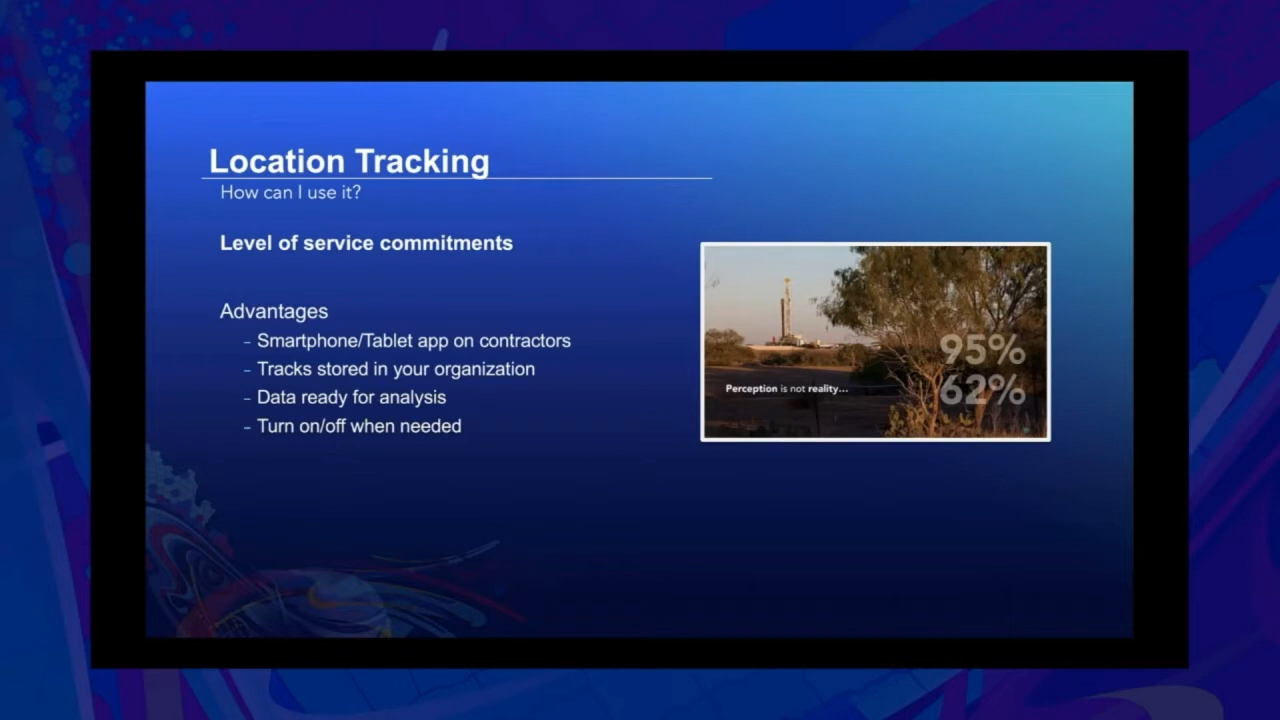 Location Tracking
How can I use it?
Level of service commitments
Advantages
- Smartphone/Tablet app on contractors
- Tracks stored in your organization
- Data ready for analysis
- Turn on/off when needed
95%
62%
Perception is not reality...